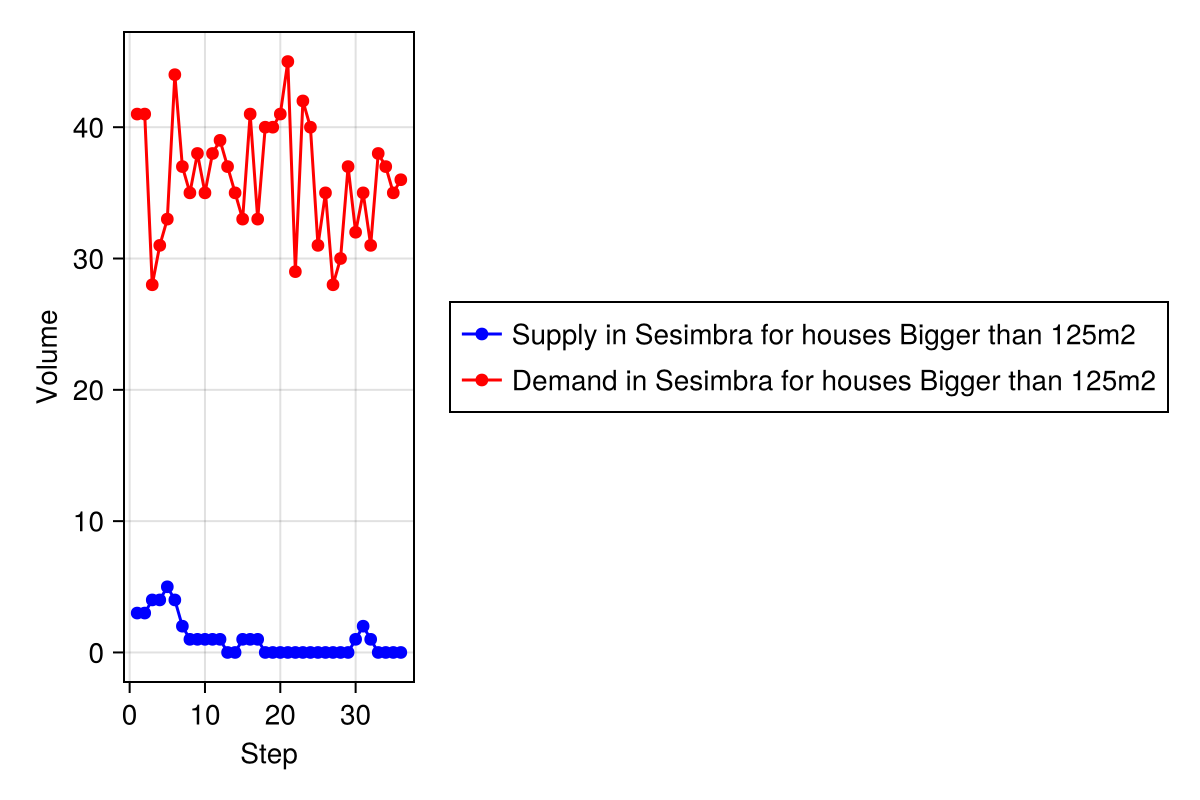 Volume
40
30
20
10
0
0 10 20 30
Step
Supply in Sesimbra for houses Bigger than 125m2
Demand in Sesimbra for houses Bigger than 125m2